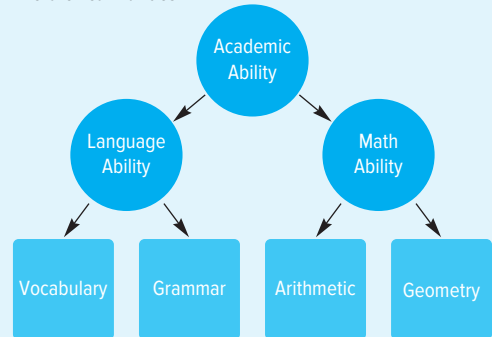 Academic
Ability
Language
Ability
Math
Ability
Vocabulary
Grammar
Arithmetic
Geometry